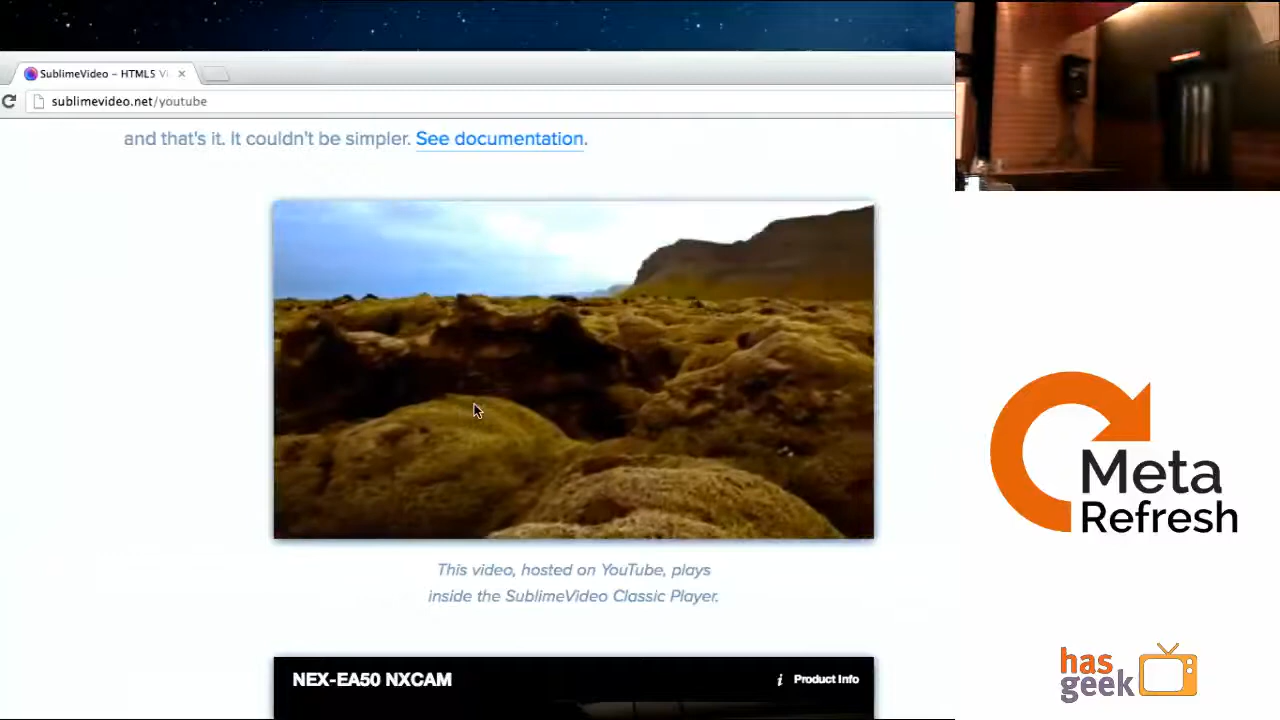 SublimeVideo – HTML5 Vi
sublimevideo.net/youtube
and that's it. It couldn't be simpler. See documentation.
This video, hosted on YouTube, plays
inside the SublimeVideo Classic Player.
NEX-EA50 NXCAM
i Product Info
Meta
Refresh
has
geek